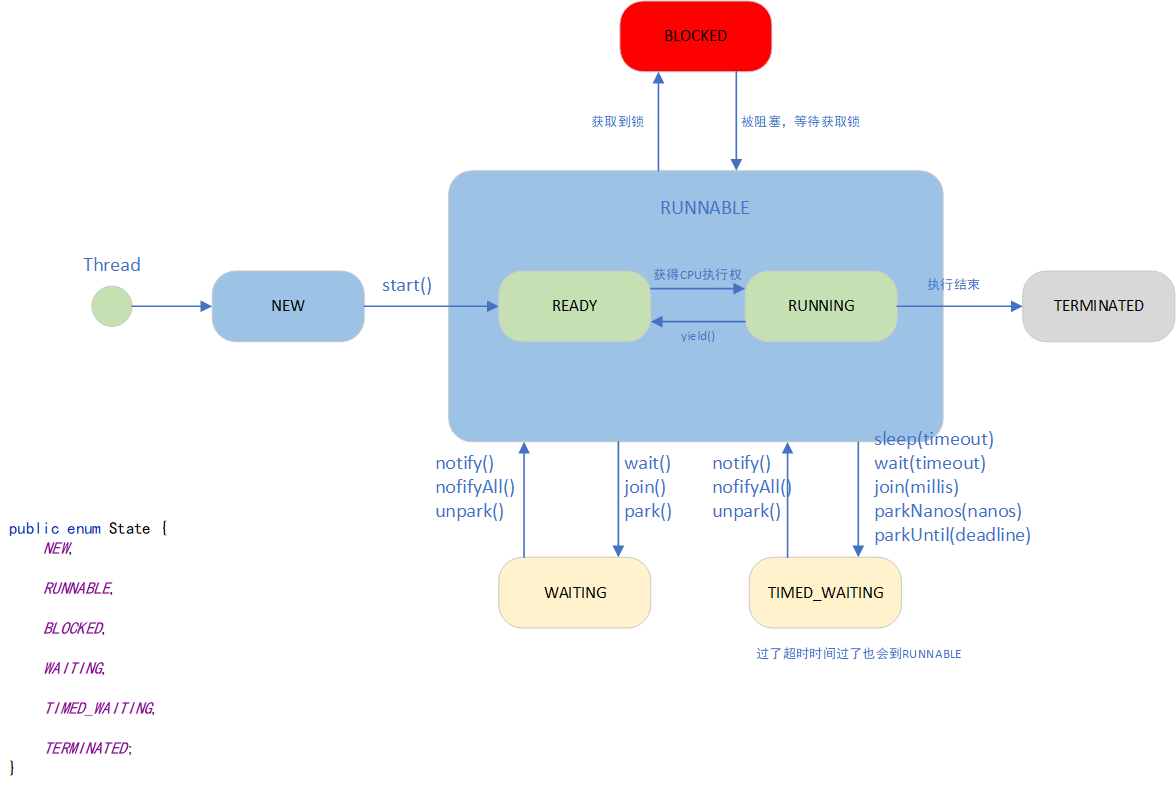 BLOCKED
获取到锁
被阻塞，等待获取锁
RUNNABLE
Thread
NEW
start()
READY
获得CPU执行权
yield()
RUNNING
执行结束
TERMINATED
notify()
nofifyAll()
unpark()
wait()
join()
park()
notify()
nofifyAll()
unpark()
sleep(timeout)
wait(timeout)
join(millis)
parkNanos(nanos)
parkUntil(deadline)
WAITING
TIMED_WAITING
过了超时时间过了也会到RUNNABLE
public enum State {
NEW,
RUNNABLE,
BLOCKED,
WAITING,
TIMED_WAITING,
TERMINATED;
}